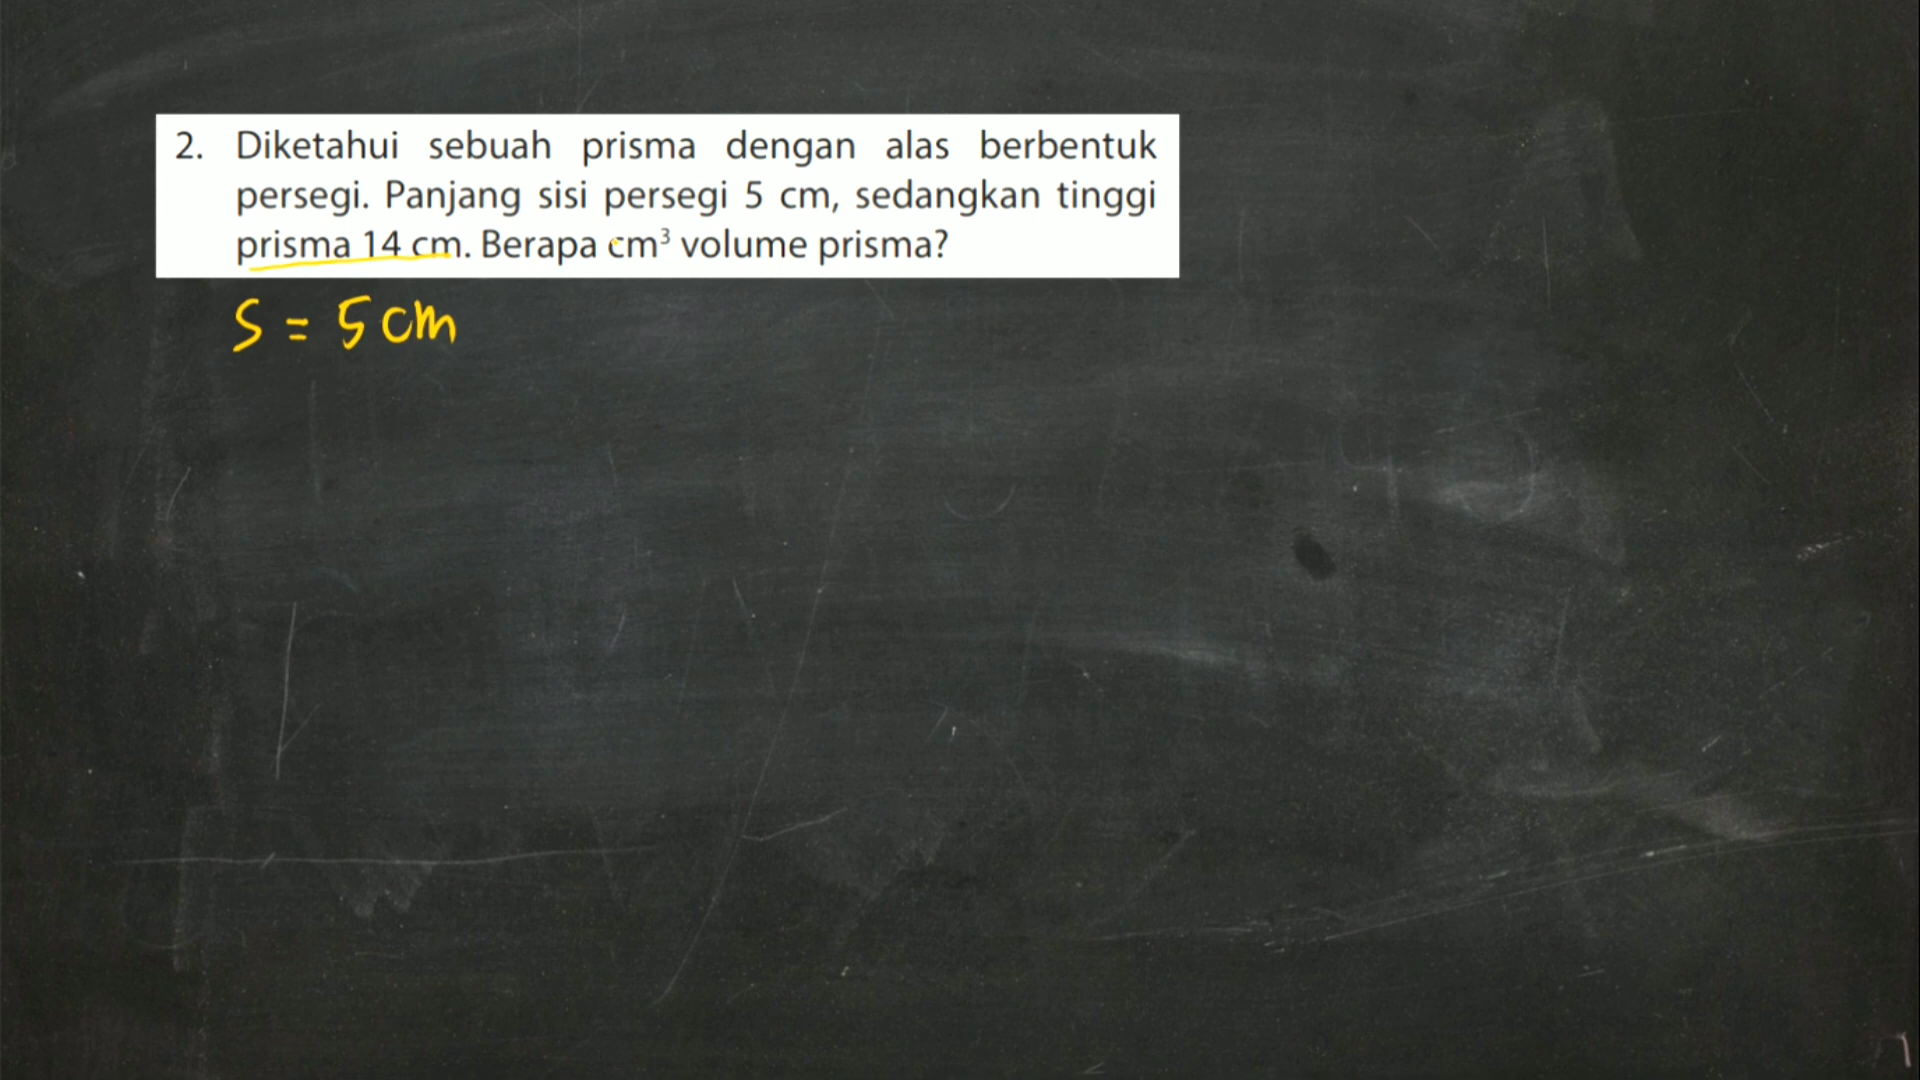 2. Diketahui sebuah prisma dengan alas berbentuk
persegi. Panjang sisi persegi 5 cm, sedangkan tinggi
prisma 14 cm. Berapa cm³ volume prisma?
S = 5 cm